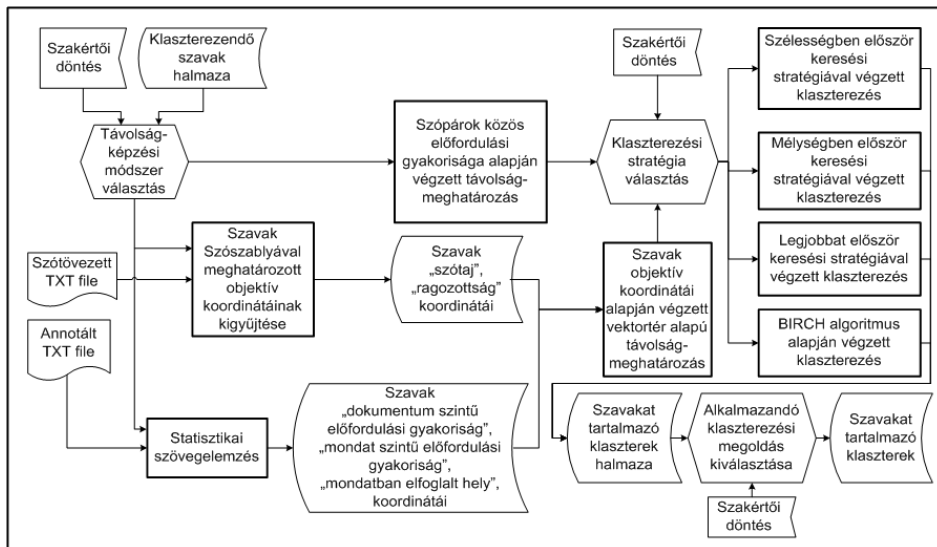 Szakértői
döntés
Klaszterezendő
szavak
halmaza
Távolság-
képzési
módszer
választás
Szópárok közös
előfordulási
gyakorisága alapján
végzett távolság-
meghatározás
Szakértői
döntés
Klaszterezési
stratégia
választás
Szélességben először
keresési
stratégiával végzett
klaszterezés
Mélységben először
keresési
stratégiával végzett
klaszterezés
Legjobbat először
keresési stratégiával
végzett klaszterezés
BIRCH algoritmus
alapján végzett
klaszterezés
Szótövezett
TXT file
Szavak
Szószablyával
meghatározott
objektív
koordinátáinak
kigyűjtése
Szavak
„szótaj”,
„ragozottság”
koordinátái
Szavak
objektív
koordinátái
alapján végzett
vektortér alapú
távolság-
meghatározás
Annotált
TXT file
Statisztikai
szövegelemzés
Szavak
„dokumentum szintű
előfordulási gyakoriság”,
„mondat szintű előfordulási
gyakoriság”,
„mondatban elfoglalt hely”,
koordinátái
Szavakat
tartalmazó
klaszterek
halmaza
Alkalmazandó
klaszterezési
megoldás
kiválasztása
Szavakat
tartalmazó
klaszterek
Szakértői
döntés